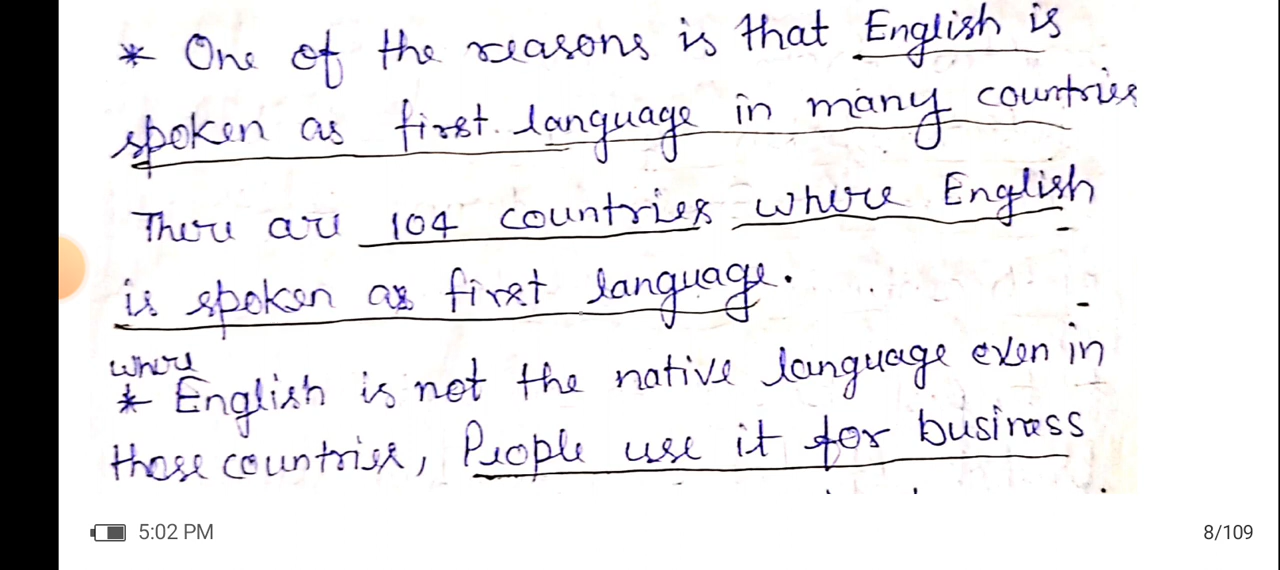 * One of the reasons is that English is
spoken as first language in many countries
There are 104 countries where English
is spoken as first language.
where
* English is not the native language even in
those countries, People use it for business
5:02 PM
8/109